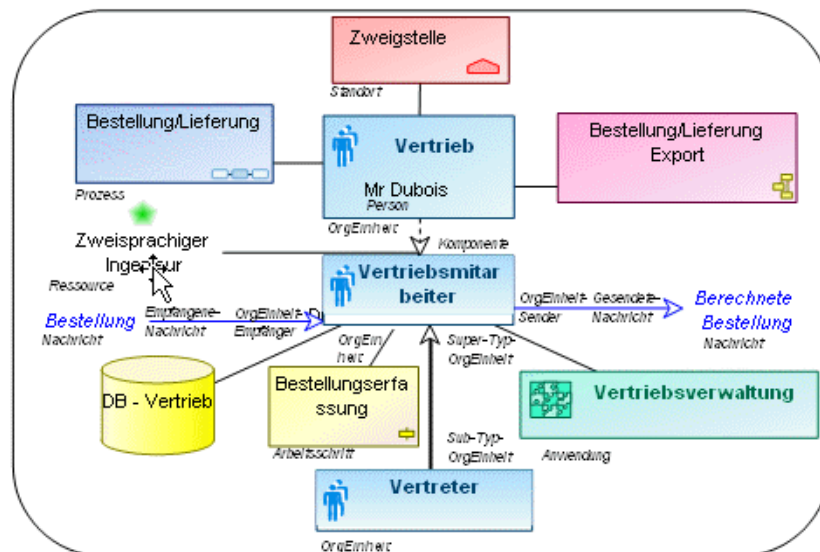 Zweigstelle
Standort
Bestellung/Lieferung
Prozess
Vertrieb
Mr Dubois
Person
OrgEinheit
Bestellung/Lieferung
Export
Zweisprachiger
Ingenieur
Ressource
Komponente
Vertriebsmitar
beiter
Bestellung
Nachricht
Empfangene-
Nachricht
OrgEinheit-
Empfänger
OrgEinheit-
Sender
Gesendete-
Nachricht
Berechnete
Bestellung
Nachricht
DB - Vertrieb
OrgEin
heit
Bestellungserfa
ssung
Arbeitsschritt
Super-Typ-
OrgEinheit
Sub-Typ-
OrgEinheit
Vertriebsverwaltung
Anwendung
Vertreter
OrgEinheit